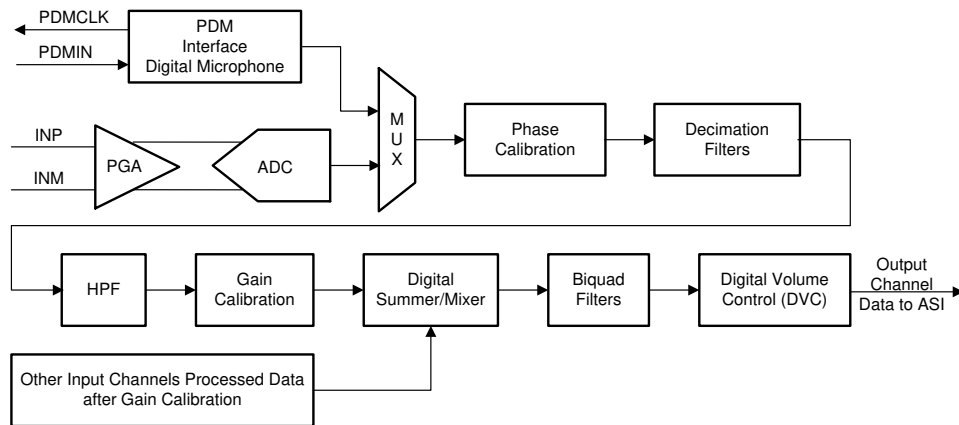 PDMCLK
PDMIN
PDM
Interface
Digital Microphone
INP
INM
PGA
ADC
M
U
X
Phase
Calibration
Decimation
Filters
HPF
Gain
Calibration
Digital
Summer/Mixer
Biquad
Filters
Digital Volume
Control (DVC)
Output
Channel
Data to ASI
Other Input Channels Processed Data
after Gain Calibration